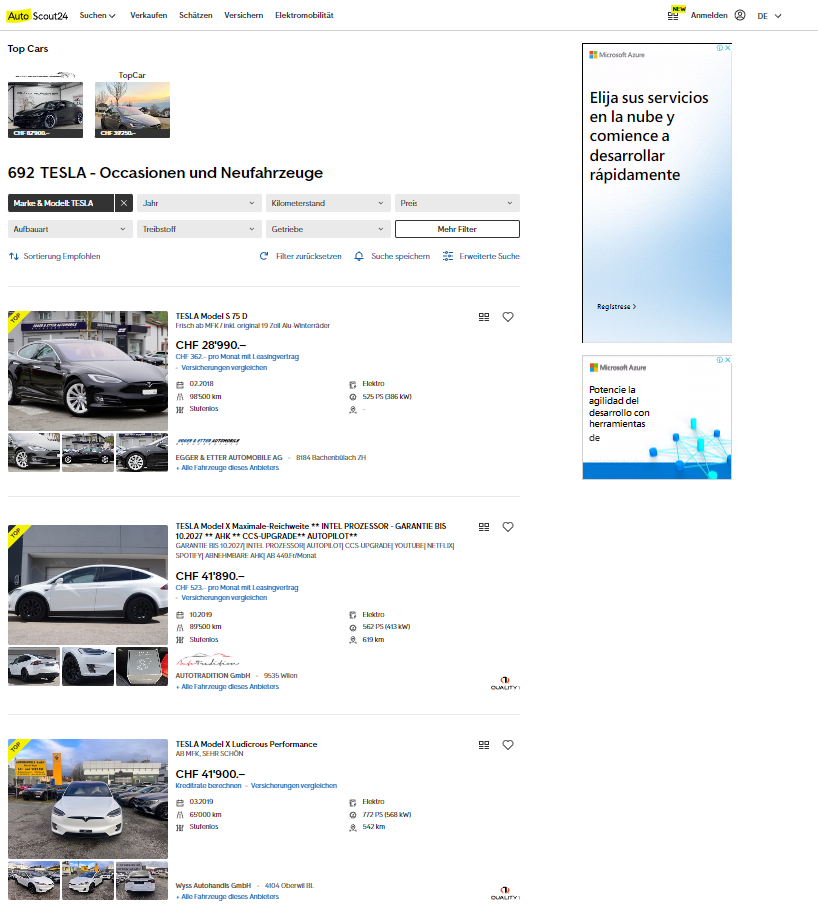 AutoScout24
Suchen
Verkaufen
Schätzen
Versichern
Elektromobilität
NEW
Anmelden
DE
Top Cars
TopCar
CHF 87900.–
CHF 39250.–
692 TESLA - Occasionen und Neufahrzeuge
Marke & Modell: TESLA
Jahr
Kilometerstand
Preis
Aufbauart
Treibstoff
Getriebe
Mehr Filter
Sortierung Empfohlen
Filter zurücksetzen
Suche speichern
Erweiterte Suche
TOP
TESLA Model S 75 D
Frisch ab MFK / inkl. original 19 Zoll Alu-Winterräder
CHF 28'990.–
CHF 362.- pro Monat mit Leasingvertrag
- Versicherungen vergleichen
02.2018
Elektro
98'500 km
525 PS (386 kW)
Stufenlos
-
EGGER & ETTER AUTOMOBILE
EGGER & ETTER AUTOMOBILE AG - 8184 Bachenbülach ZH
+ Alle Fahrzeuge dieses Anbieters
TOP
TESLA Model X Maximale-Reichweite ** INTEL PROZESSOR - GARANTIE BIS
10.2027 ** AHK ** CCS-UPGRADE** AUTOPILOT**
GARANTIE BIS 10.2027| INTEL PROZESSOR| AUTOPILOT| CCS-UPGRADE| YOUTUBE| NETFLIX|
SPOTIFY| ABNEHMBARE AHK| AB 449.Fr/Monat
CHF 41'890.–
CHF 523.- pro Monat mit Leasingvertrag
- Versicherungen vergleichen
10.2019
Elektro
89'500 km
562 PS (413 kW)
Stufenlos
619 km
Autotradition
AUTOTRADITION GmbH - 9535 Wilen
+ Alle Fahrzeuge dieses Anbieters
QUALITY1
TOP
TESLA Model X Ludicrous Performance
AB MFK, SEHR SCHÖN
CHF 41'900.–
Kreditrate berechnen - Versicherungen vergleichen
03.2019
Elektro
65'000 km
772 PS (568 kW)
Stufenlos
542 km
Wyss Autohandls GmbH - 4104 Oberwil BL
+ Alle Fahrzeuge dieses Anbieters
QUALITY1
Microsoft Azure
Elija sus servicios
en la nube y
comience a
desarrollar
rápidamente
Regístrese >
Microsoft Azure
Potencie la
agilidad del
desarrollo con
herramientas
de